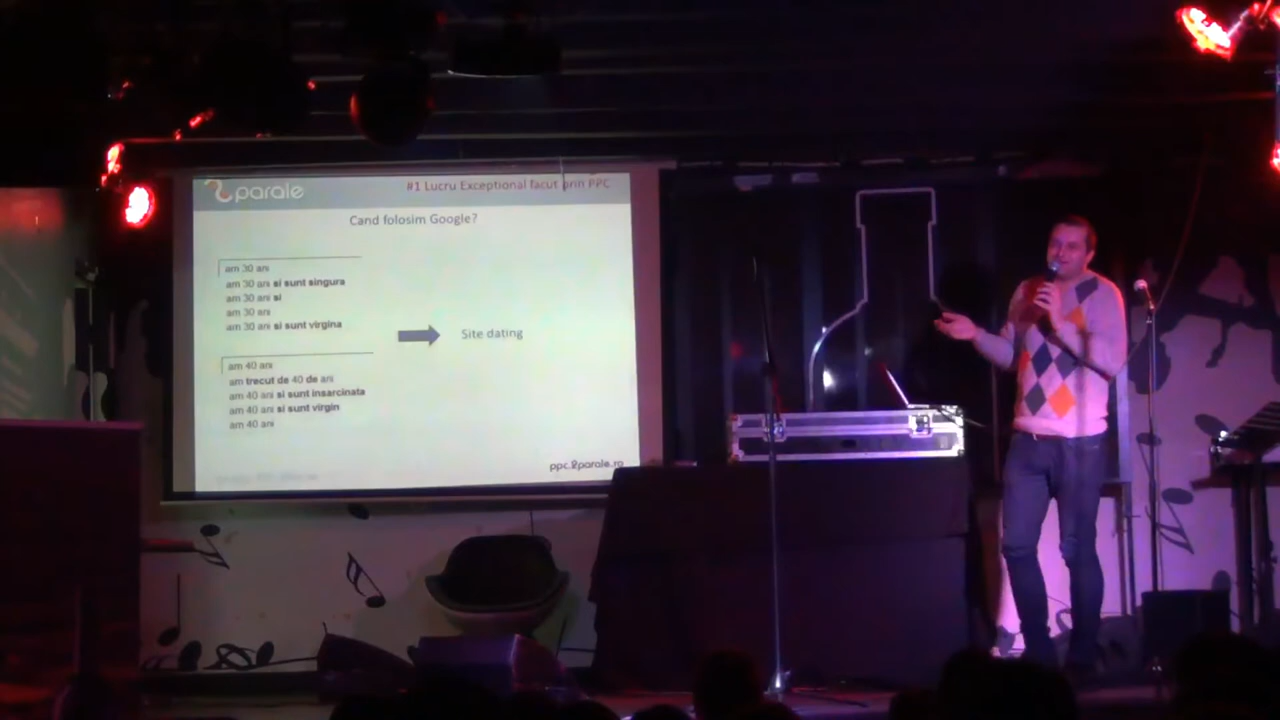 2parale
#1 Lucru Exceptional facut prin PPC
Cand folosim Google?
am 30 ani
am 30 ani si sunt singura
am 30 ani si
am 30 ani
am 30 ani si sunt virgina
Site dating
am 40 ani
am trecut de 40 de ani
am 40 ani si sunt insarcinata
am 40 ani si sunt virgin
am 40 ani
ppc.2parale.ro